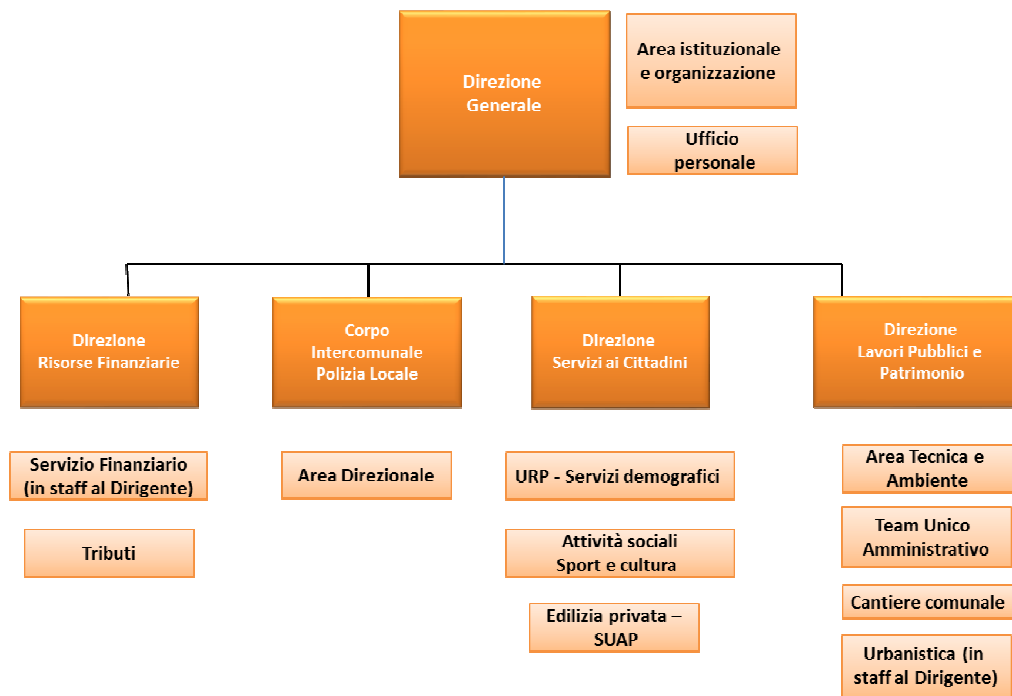 Direzione
Generale
Area istituzionale
e organizzazione
Ufficio
personale
Direzione
Risorse Finanziarie
Corpo
Intercomunale
Polizia Locale
Direzione
Servizi ai Cittadini
Direzione
Lavori Pubblici e
Patrimonio
Servizio Finanziario
(in staff al Dirigente)
Tributi
Area Direzionale
URP - Servizi demografici
Attività sociali
Sport e cultura
Edilizia privata –
SUAP
Area Tecnica e
Ambiente
Team Unico
Amministrativo
Cantiere comunale
Urbanistica (in
staff al Dirigente)